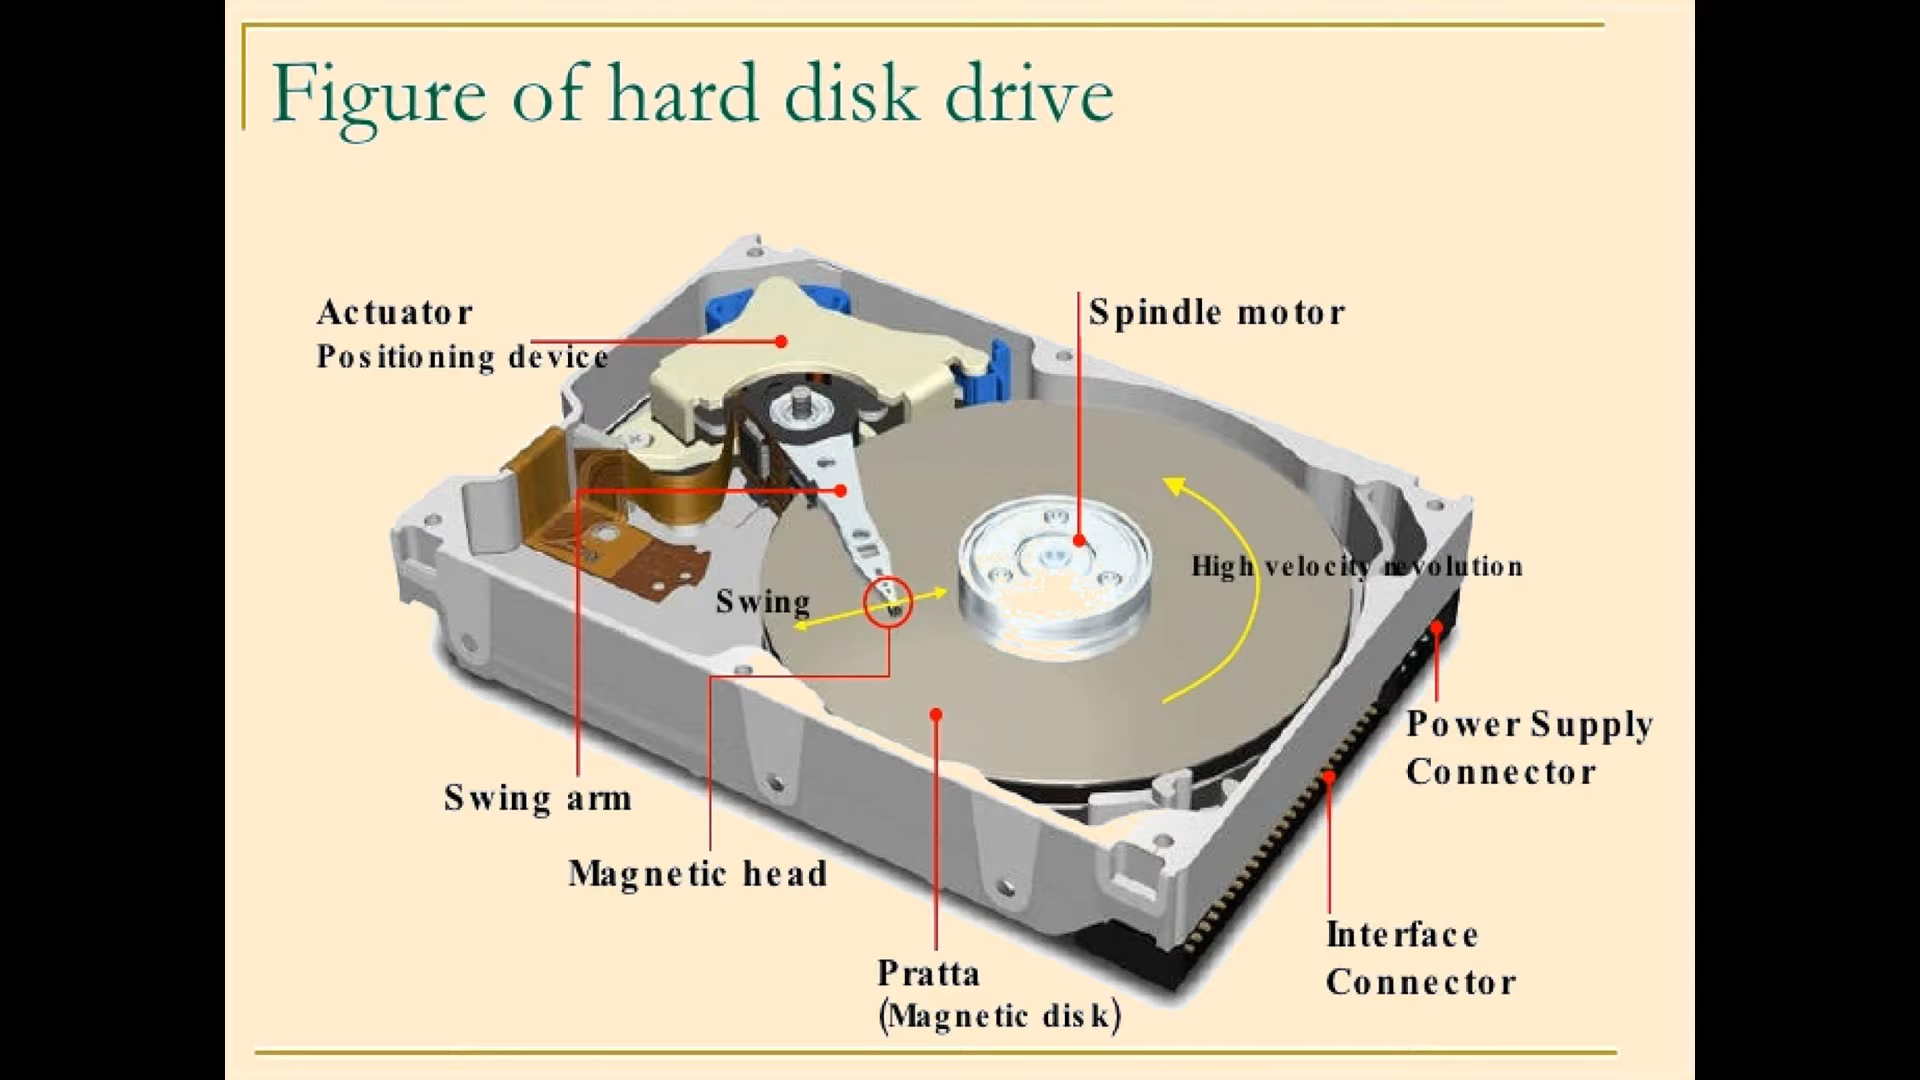 Figure of hard disk drive
Actuator
Positioning device
Spindle motor
High velocity revolution
Swing
Power Supply
Connector
Swing arm
Magnetic head
Interface
Connector
Pratta
(Magnetic disk)